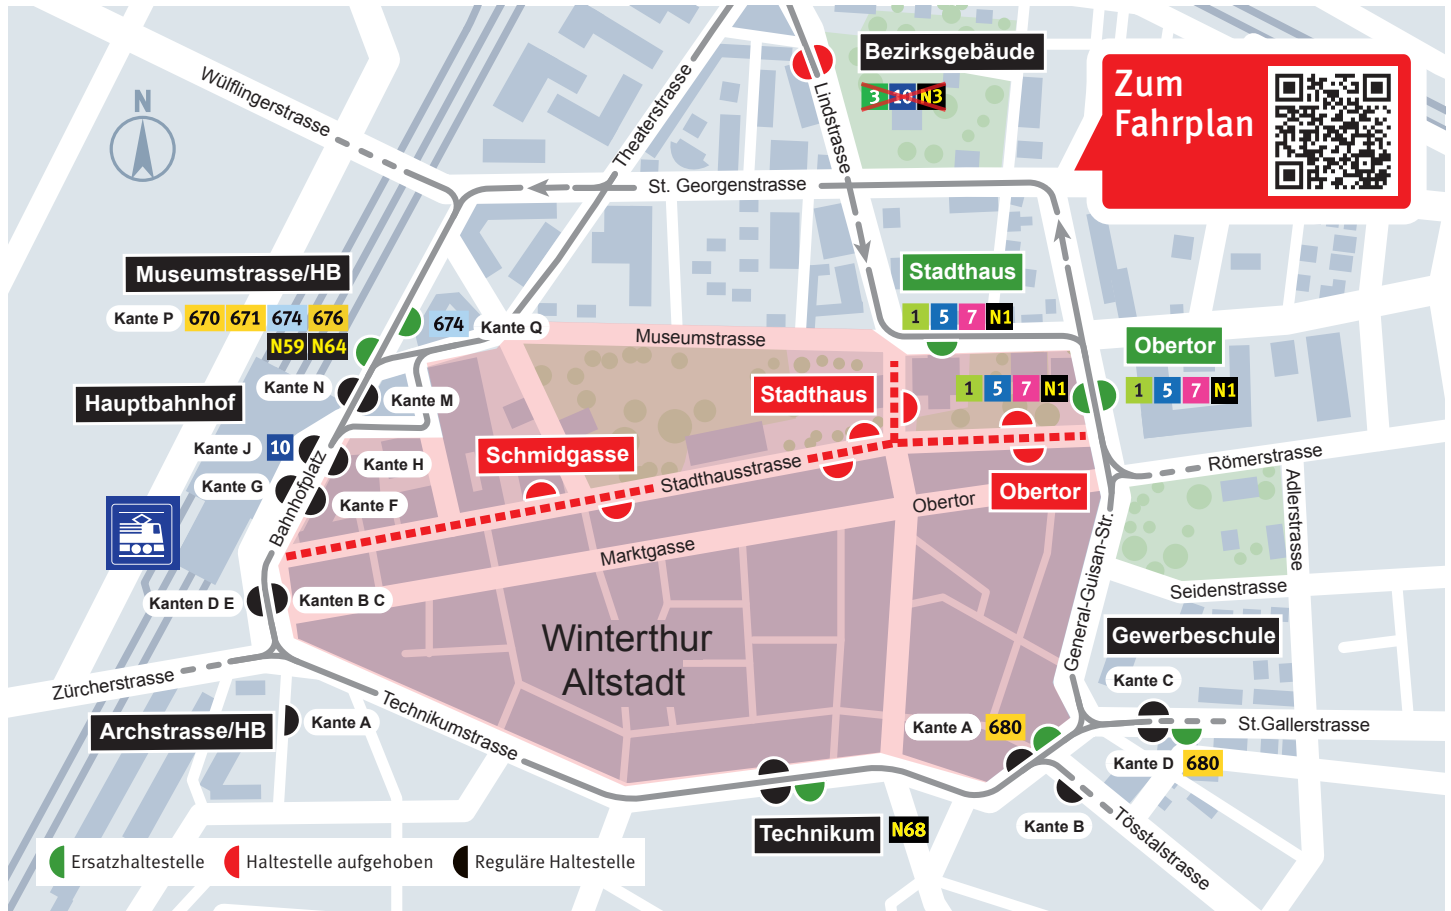 N
Wülflingerstrasse
Theaterstrasse
Lindstrasse
Bezirksgebäude
3 10 N3
Zum
Fahrplan
St. Georgenstrasse
Museumstrasse/HB
Kante P 670 671 674 676
N59 N64
674 Kante Q
Stadthaus
1 5 7 N1
Museumstrasse
Obertor
1 5 7 N1
1 5 7 N1
Kante N
Kante M
Hauptbahnhof
Stadthaus
Kante J 10
Kante H
Schmidgasse
Stadthausstrasse
Römerstrasse
Kante G
Kante F
Bahnhofplatz
Obertor
Obertor
Adlerstrasse
Marktgasse
General-Guisan-Str.
Seidenstrasse
Kanten D E
Kanten B C
Winterthur
Altstadt
Gewerbeschule
Kante C
Zürcherstrasse
Technikumstrasse
Archstrasse/HB
Kante A
Kante A 680
St.Gallerstrasse
Kante D 680
Kante B
Tösstalstrasse
Technikum N68
Ersatzhaltestelle
Haltestelle aufgehoben
Reguläre Haltestelle